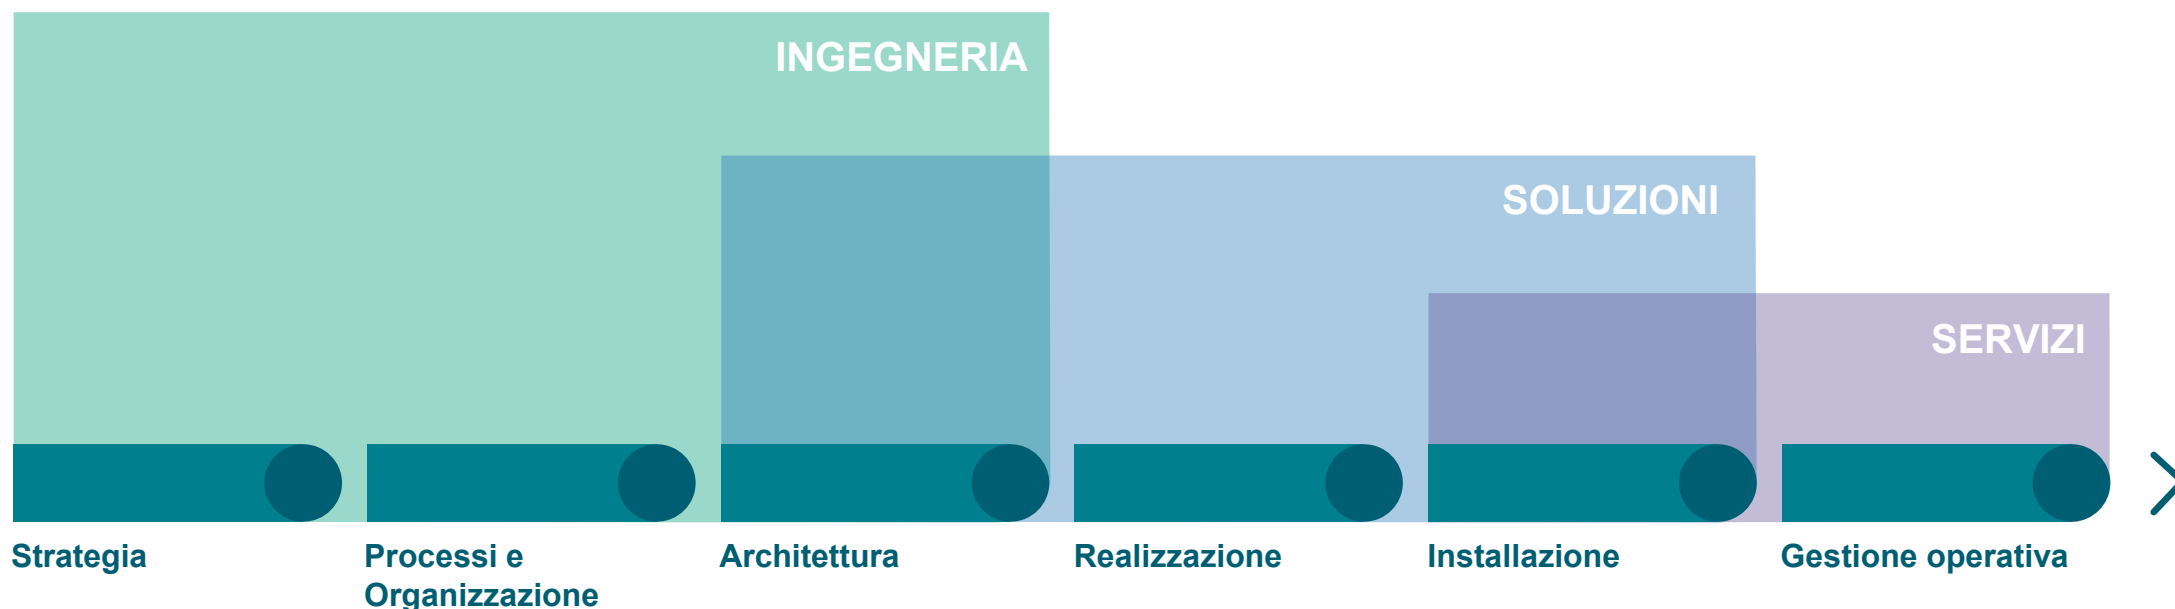 INGEGNERIA
SOLUZIONI
SERVIZI
Strategia
Processi e
Organizzazione
Architettura
Realizzazione
Installazione
Gestione operativa